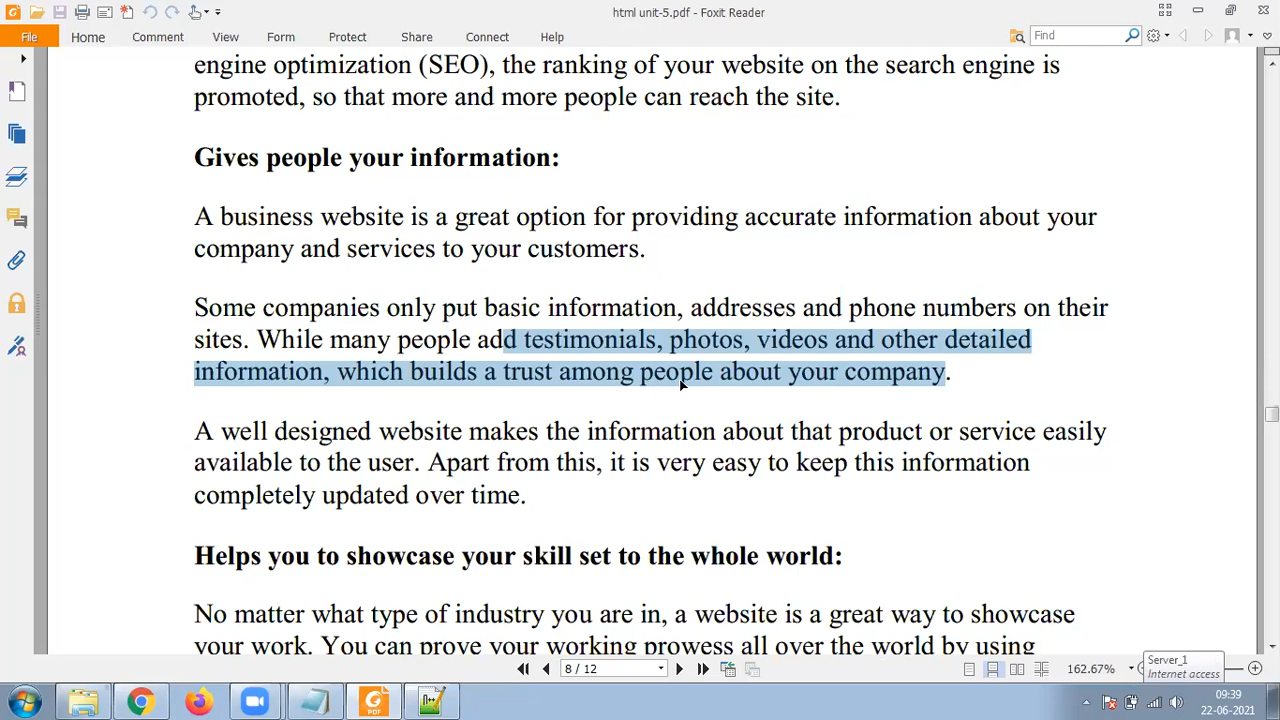 html unit-5.pdf - Foxit Reader
File Home Comment View Form Protect Share Connect Help Find
engine optimization (SEO), the ranking of your website on the search engine is
promoted, so that more and more people can reach the site.
Gives people your information:
A business website is a great option for providing accurate information about your
company and services to your customers.
Some companies only put basic information, addresses and phone numbers on their
sites. While many people add testimonials, photos, videos and other detailed
information, which builds a trust among people about your company.
A well designed website makes the information about that product or service easily
available to the user. Apart from this, it is very easy to keep this information
completely updated over time.
Helps you to showcase your skill set to the whole world:
No matter what type of industry you are in, a website is a great way to showcase
your work. You can prove your working prowess all over the world by using
8 / 12 162.67%
Server_1
Internet access
09:39
22-06-2021